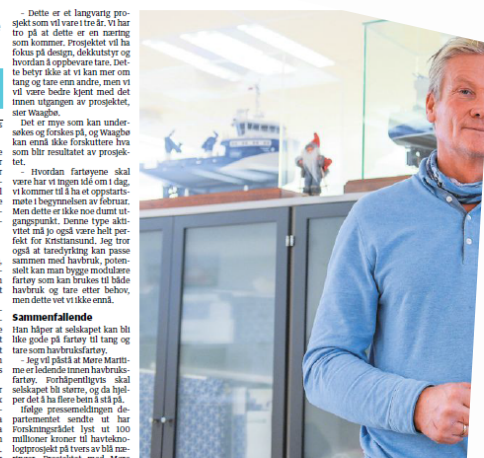 – Dette er et langvarig pro-
sjekt som vil vare i tre år. Vi har
tro på at dette er en næring
som kommer. Prosjektet vil ha
fokus på design, dekkutstyr og
hvordan å oppbevare tare. Det-
te betyr ikke at vi kan mer om
tang og tare enn andre, men vi
vil være bedre kjent med det
innen utgangen av prosjektet,
sier Waagbø.
Det er mye som kan under-
søkes og forskes på, og Waagbø
kan ennå ikke forskuttere hva
som blir resultatet av prosjek-
tet.
– Hvordan fartøyene skal
være har vi ingen idé om i dag,
vi kommer til å ha et oppstarts-
møte i begynnelsen av februar.
Men dette er ikke noe dumt ut-
gangspunkt. Denne type akti-
vitet må jo også være helt per-
fekt for Kristiansund. Jeg tror
også at taredyrking kan passe
sammen med havbruk, poten-
sielt kan man bygge modulære
fartøy som kan brukes til både
havbruk og tare etter behov,
men dette vet vi ikke ennå.
Sammenfallende
Han håper at selskapet kan bli
like gode på fartøy til tang og
tare som havbruksfartøy.
– Jeg vil påstå at Møre Mariti-
me er ledende innen havbruks-
fartøy. Forhåpentligvis skal
selskapet bli større, og da hjel-
per det å ha flere bein å stå på.
Ifølge pressemeldingen de-
partementet sendte ut har
Forskningsrådet lyst ut 100
millioner kroner til havtekno-
logiprosjekt på tvers av blå næ-